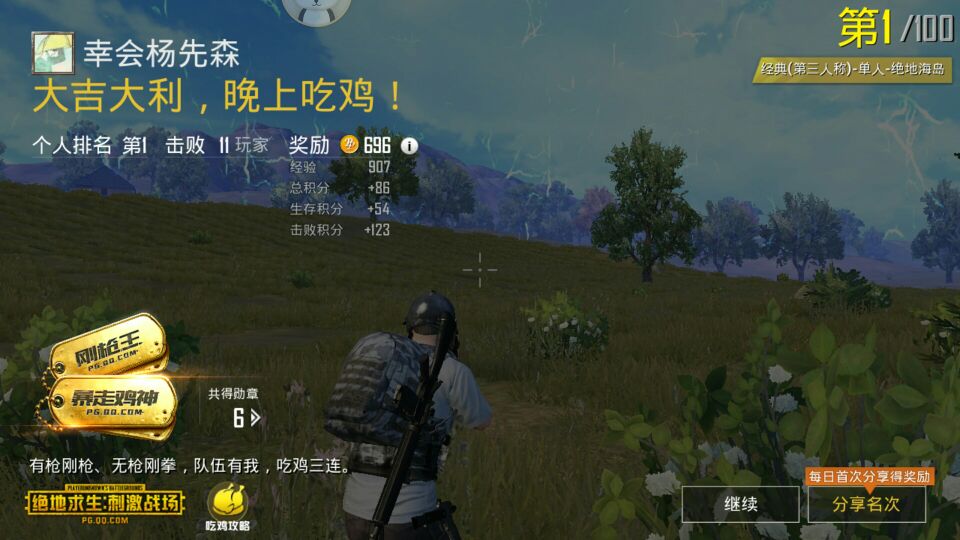 第1/100
经典(第三人称)-单人-绝地海岛
幸会杨先森
大吉大利，晚上吃鸡！
个人排名 第1 击败 11 玩家 奖励 696
经验 907
总积分 +86
生存积分 +54
击败积分 +123
刚枪王
PG.QQ.COM
暴走鸡神
PG.QQ.COM
共得勋章
6
有枪刚枪、无枪刚拳，队伍有我，吃鸡三连。
PLAYERUNKNOWN'S BATTLEGROUNDS
绝地求生:刺激战场
PG.QQ.COM
吃鸡攻略
每日首次分享得奖励
继续
分享名次